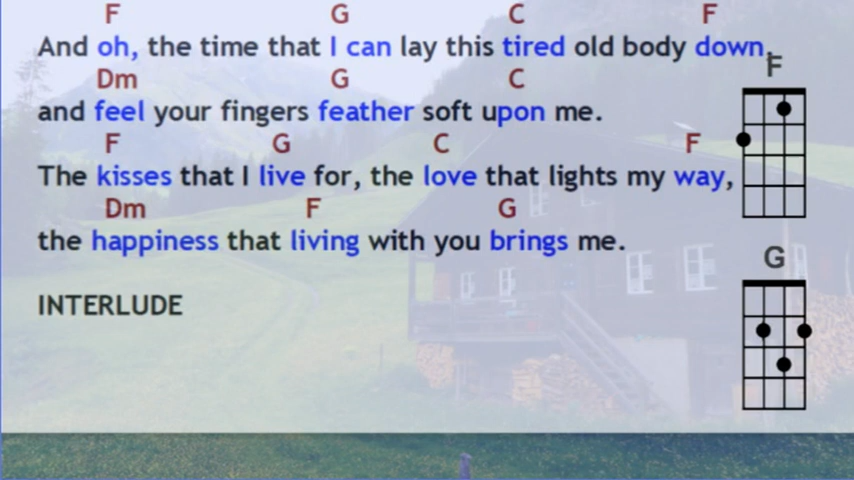 F G C F
And oh, the time that I can lay this tired old body down,
F
Dm G C
and feel your fingers feather soft upon me.
F G C F
The kisses that I live for, the love that lights my way,
Dm F G
the happiness that living with you brings me.
G
INTERLUDE